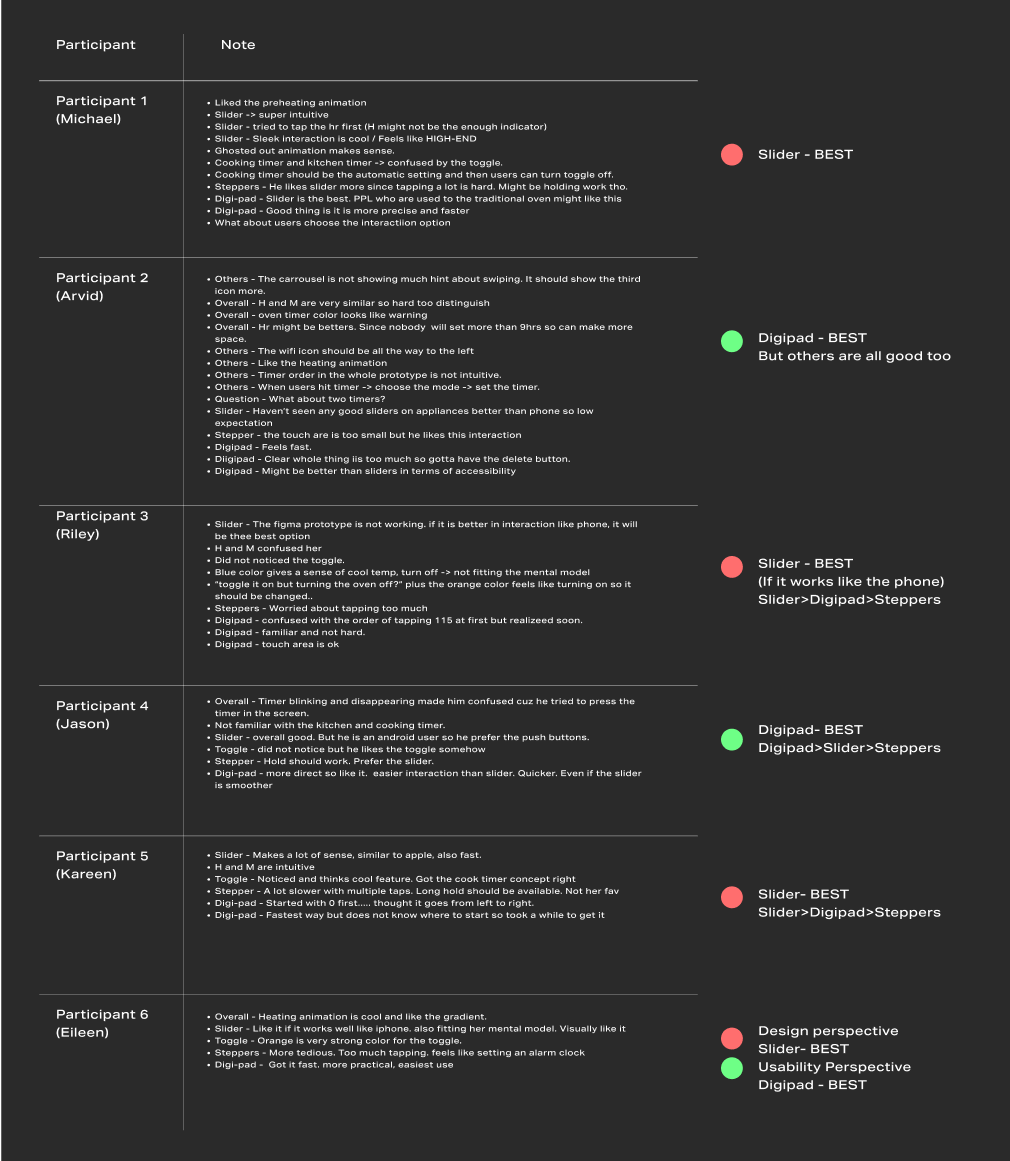 Participant
Note
Participant 1
(Michael)
• Liked the preheating animation
• Slider -> super intuitive
• Slider - tried to tap the hr first (H might not be the enough indicator)
• Slider - Sleek interaction is cool / Feels like HIGH-END
• Ghosted out animation makes sense.
• Cooking timer and kitchen timer -> confused by the toggle.
• Cooking timer should be the automatic setting and then users can turn toggle off.
• Steppers - He likes slider more since tapping a lot is hard. Might be holding work tho.
• Digi-pad - Slider is the best. PPL who are used to the traditional oven might like this
• Digi-pad - Good thing is it is more precise and faster
• What about users choose the interactiion option
Slider - BEST
Participant 2
(Arvid)
• Others - The carrousel is not showing much hint about swiping. It should show the third
icon more.
• Overall - H and M are very similar so hard too distinguish
• Overall - oven timer color looks like warning
• Overall - Hr might be betters. Since nobody  will set more than 9hrs so can make more
space.
• Others - The wifi icon should be all the way to the left
• Others - Like the heating animation
• Others - Timer order in the whole prototype is not intuitive.
• Others - When users hit timer -> choose the mode -> set the timer.
• Question - What about two timers?
• Slider - Haven't seen any good sliders on appliances better than phone so low
expectation
• Stepper - the touch are is too small but he likes this interaction
• Digipad - Feels fast.
• Diigipad - Clear whole thing iis too much so gotta have the delete button.
• Digipad - Might be better than sliders in terms of accessibility
Digipad - BEST
But others are all good too
Participant 3
(Riley)
• Slider - The figma prototype is not working. if it is better in interaction like phone, it will
be thee best option
• H and M confused her
• Did not noticed the toggle.
• Blue color gives a sense of cool temp, turn off -> not fitting the mental model
• "toggle it on but turning the oven off?" plus the orange color feels like turning on so it
should be changed..
• Steppers - Worried about tapping too much
• Digipad - confused with the order of tapping 115 at first but realizeed soon.
• Digipad - familiar and not hard.
• Digipad - touch area is ok
Slider - BEST
(If it works like the phone)
Slider>Digipad>Steppers
Participant 4
(Jason)
• Overall - Timer blinking and disappearing made him confused cuz he tried to press the
timer in the screen.
• Not familiar with the kitchen and cooking timer.
• Slider - overall good. But he is an android user so he prefer the push buttons.
• Toggle - did not notice but he likes the toggle somehow
• Stepper - Hold should work. Prefer the slider.
• Digi-pad - more direct so like it.  easier interaction than slider. Quicker. Even if the slider
is smoother
Digipad- BEST
Digipad>Slider>Steppers
Participant 5
(Kareen)
• Slider - Makes a lot of sense, similar to apple, also fast.
• H and M are intuitive
• Toggle - Noticed and thinks cool feature. Got the cook timer concept right
• Stepper - A lot slower with multiple taps. Long hold should be available. Not her fav
• Digi-pad - Started with 0 first..... thought it goes from left to right.
• Digi-pad - Fastest way but does not know where to start so took a while to get it
Slider- BEST
Slider>Digipad>Steppers
Participant 6
(Eileen)
• Overall - Heating animation is cool and like the gradient.
• Slider - Like it if it works well like iphone. also fitting her mental model. Visually like it
• Toggle - Orange is very strong color for the toggle.
• Steppers - More tedious. Too much tapping. feels like setting an alarm clock
• Digi-pad -  Got it fast. more practical, easiest use
Design perspective
Slider- BEST
Usability Perspective
Digipad - BEST